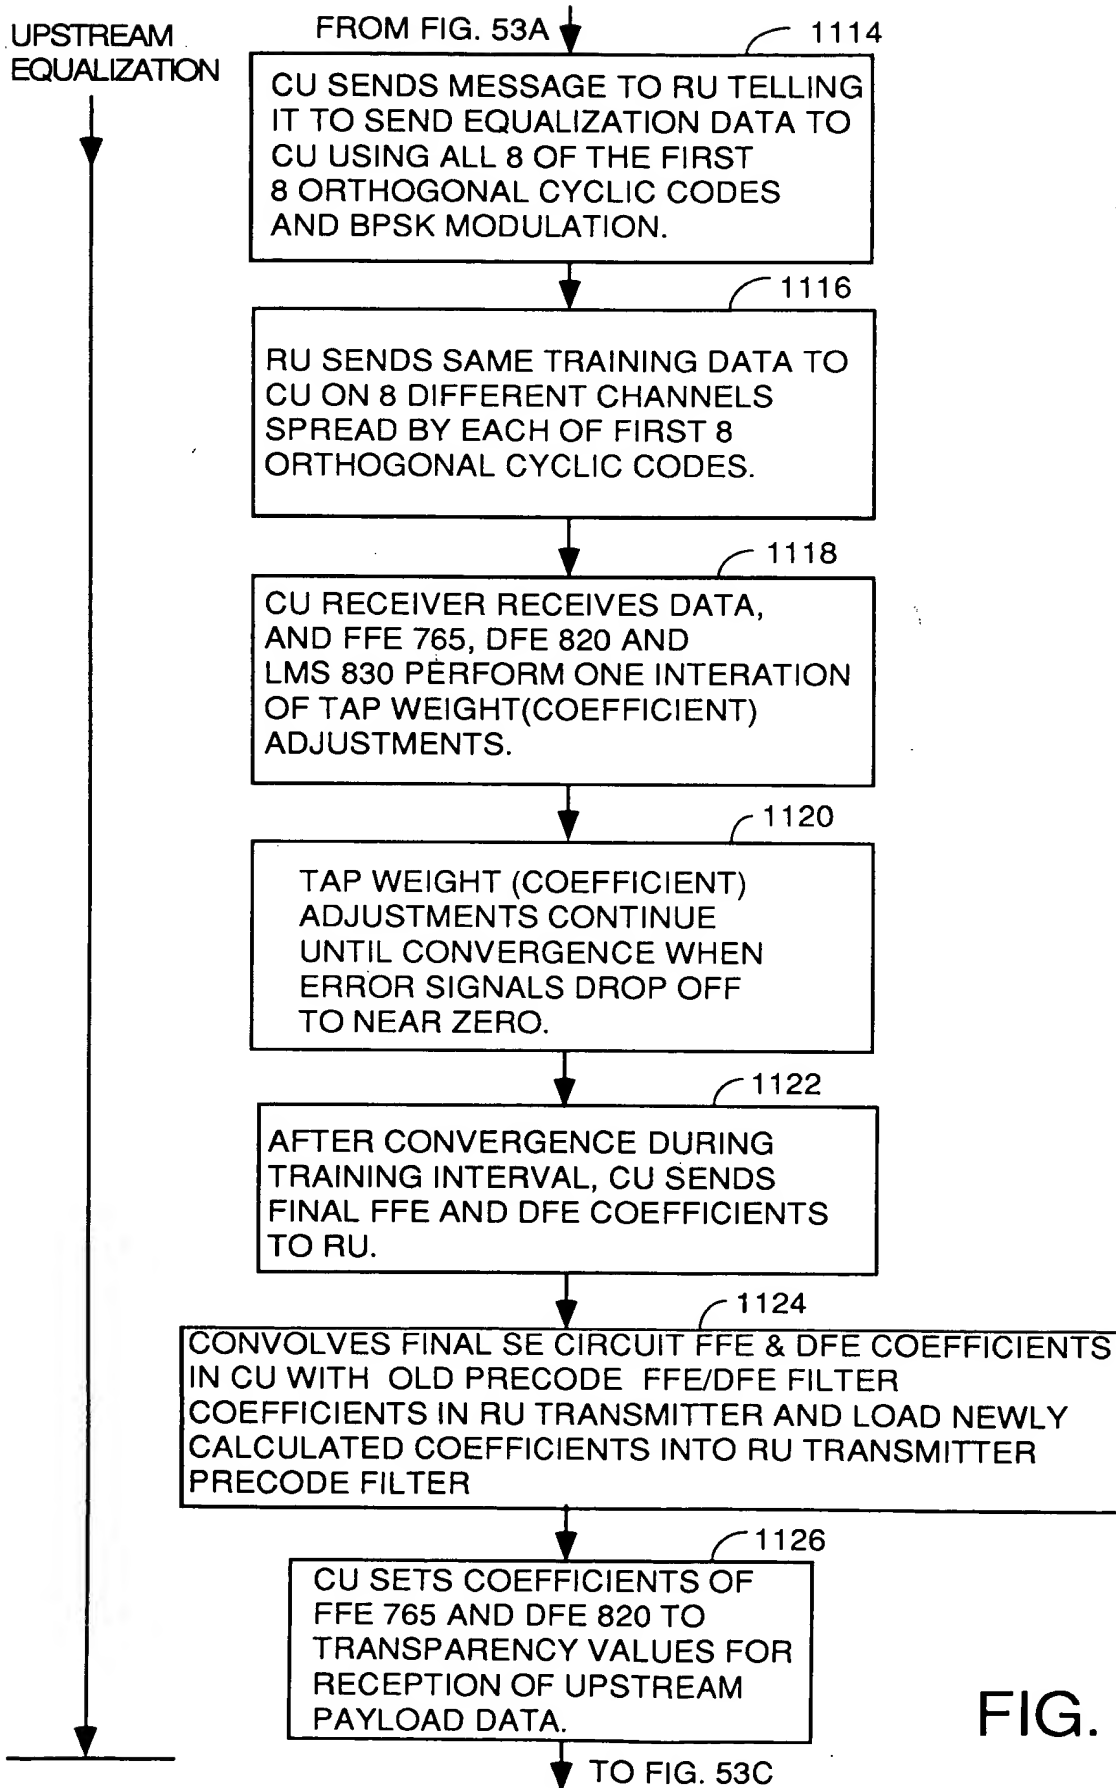 UPSTREAM
EQUALIZATION
FROM FIG. 53A
1114
CU SENDS MESSAGE TO RU TELLING
IT TO SEND EQUALIZATION DATA TO
CU USING ALL 8 OF THE FIRST
8 ORTHOGONAL CYCLIC CODES
AND BPSK MODULATION.
1116
RU SENDS SAME TRAINING DATA TO
CU ON 8 DIFFERENT CHANNELS
SPREAD BY EACH OF FIRST 8
ORTHOGONAL CYCLIC CODES.
1118
CU RECEIVER RECEIVES DATA,
AND FFE 765, DFE 820 AND
LMS 830 PERFORM ONE INTERATION
OF TAP WEIGHT(COEFFICIENT)
ADJUSTMENTS.
1120
TAP WEIGHT (COEFFICIENT)
ADJUSTMENTS CONTINUE
UNTIL CONVERGENCE WHEN
ERROR SIGNALS DROP OFF
TO NEAR ZERO.
1122
AFTER CONVERGENCE DURING
TRAINING INTERVAL, CU SENDS
FINAL FFE AND DFE COEFFICIENTS
TO RU.
1124
CONVOLVES FINAL SE CIRCUIT FFE & DFE COEFFICIENTS
IN CU WITH OLD PRECODE FFE/DFE FILTER
COEFFICIENTS IN RU TRANSMITTER AND LOAD NEWLY
CALCULATED COEFFICIENTS INTO RU TRANSMITTER
PRECODE FILTER
1126
CU SETS COEFFICIENTS OF
FFE 765 AND DFE 820 TO
TRANSPARENCY VALUES FOR
RECEPTION OF UPSTREAM
PAYLOAD DATA.
FIG.
TO FIG. 53C